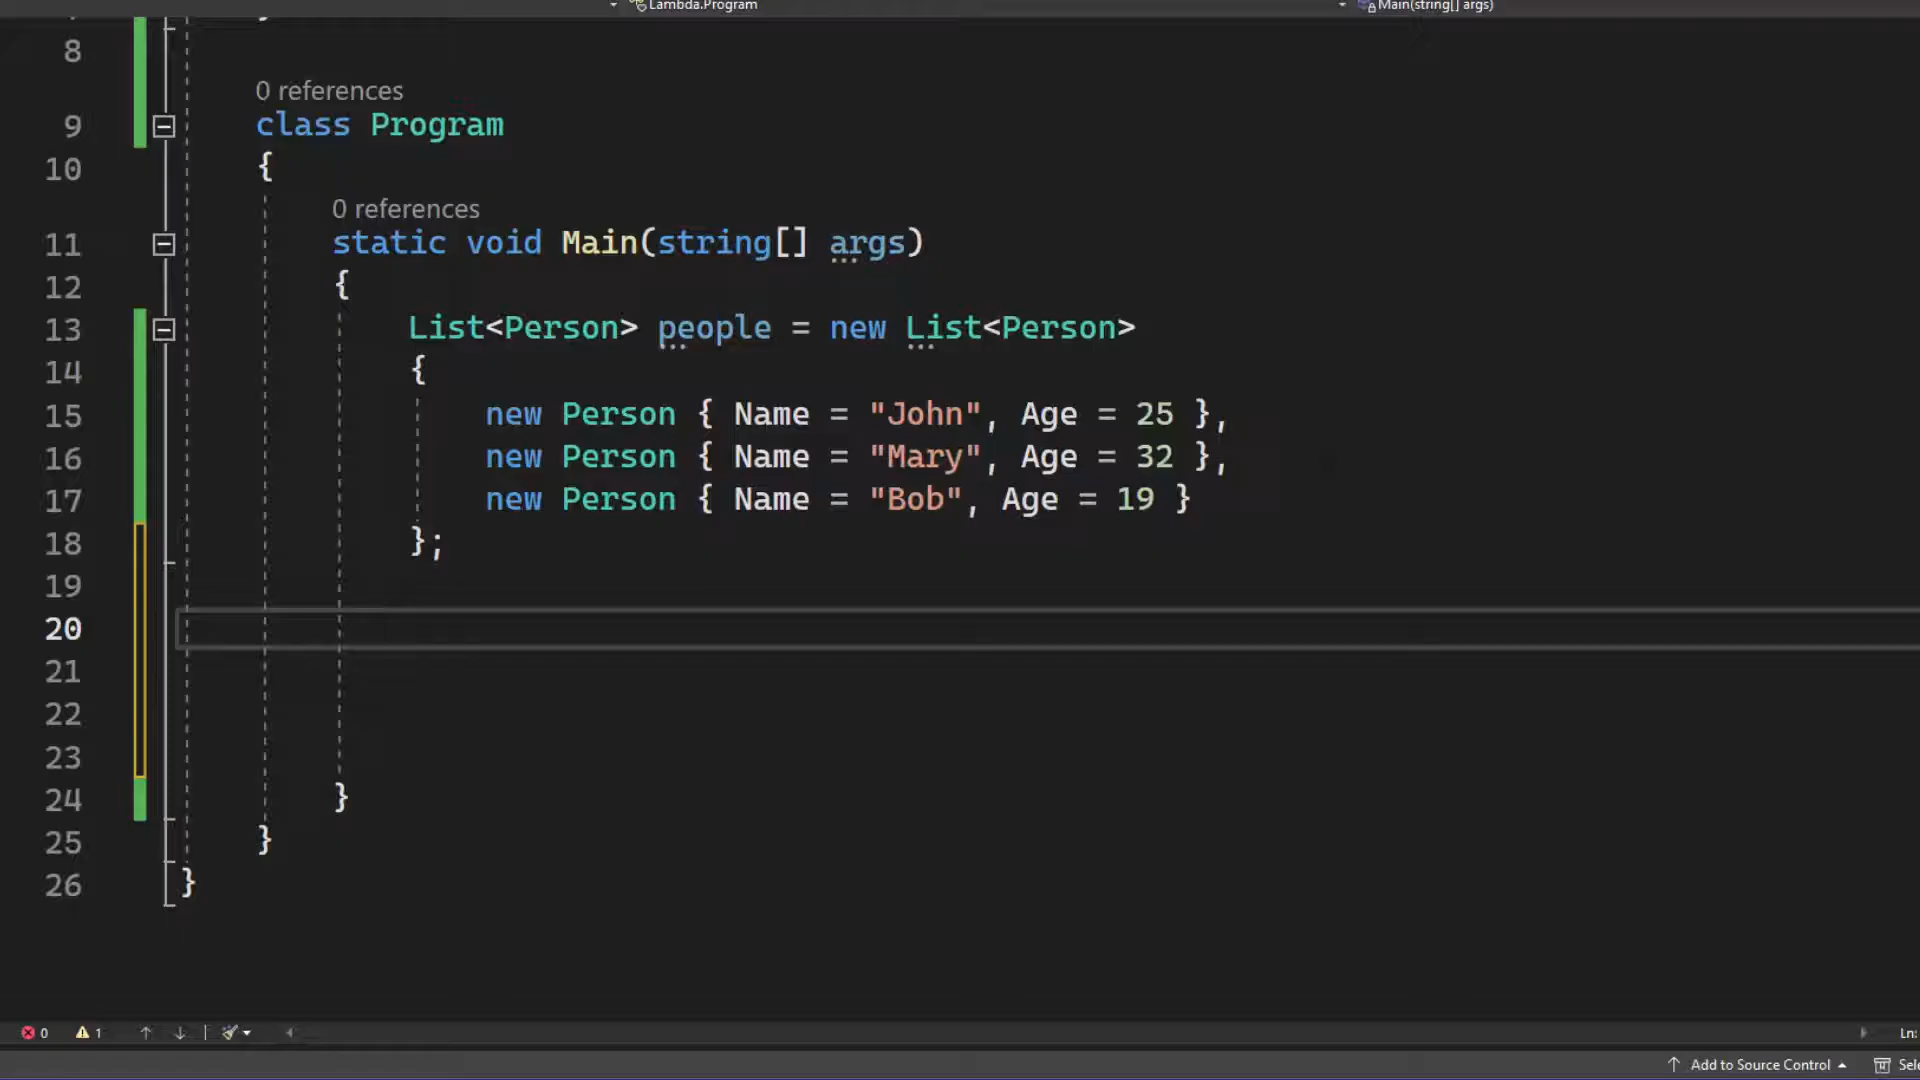 Lambda.Program Main(string[] args)
8
0 references
9 class Program
10 {
0 references
11 static void Main(string[] args)
12 {
13 List<Person> people = new List<Person>
14 {
15 new Person { Name = "John", Age = 25 },
16 new Person { Name = "Mary", Age = 32 },
17 new Person { Name = "Bob", Age = 19 }
18 };
19
20
21
22
23
24 }
25 }
26 }
0 1 Ln:
Add to Source Control